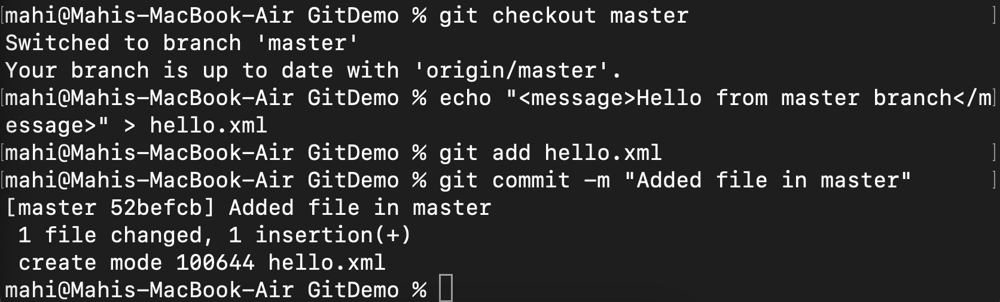 [mahi@Mahis-MacBook-Air GitDemo % git checkout master ]
Switched to branch 'master'
Your branch is up to date with 'origin/master'.
[mahi@Mahis-MacBook-Air GitDemo % echo "<message>Hello from master branch</m]
essage>" > hello.xml
[mahi@Mahis-MacBook-Air GitDemo % git add hello.xml ]
[mahi@Mahis-MacBook-Air GitDemo % git commit -m "Added file in master" ]
[master 52befcb] Added file in master
 1 file changed, 1 insertion(+)
 create mode 100644 hello.xml
mahi@Mahis-MacBook-Air GitDemo %